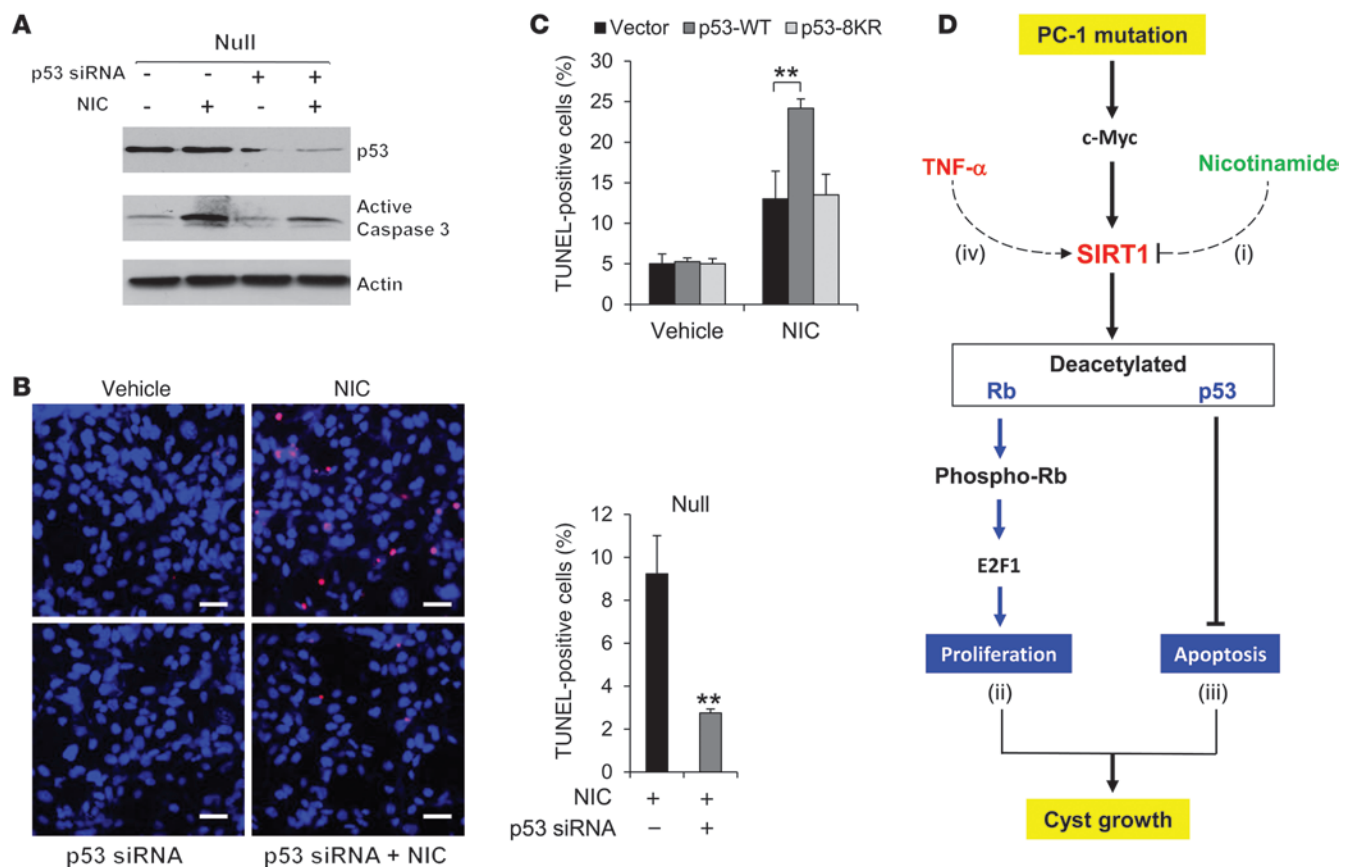 A
Null
p53 siRNA - - + +
NIC - + - +
p53
Active
Caspase 3
Actin
B
Vehicle NIC
p53 siRNA p53 siRNA + NIC
Null
TUNEL-positive cells (%)
12
10
8
6
4
2
0
**
NIC + +
p53 siRNA − +
C
Vector p53-WT p53-8KR
TUNEL-positive cells (%)
30
25
20
15
10
5
0
**
Vehicle NIC
D
PC-1 mutation
c-Myc
TNF-α Nicotinamide
(iv) SIRT1 (i)
Deacetylated
Rb p53
Phospho-Rb
E2F1
Proliferation Apoptosis
(ii) (iii)
Cyst growth